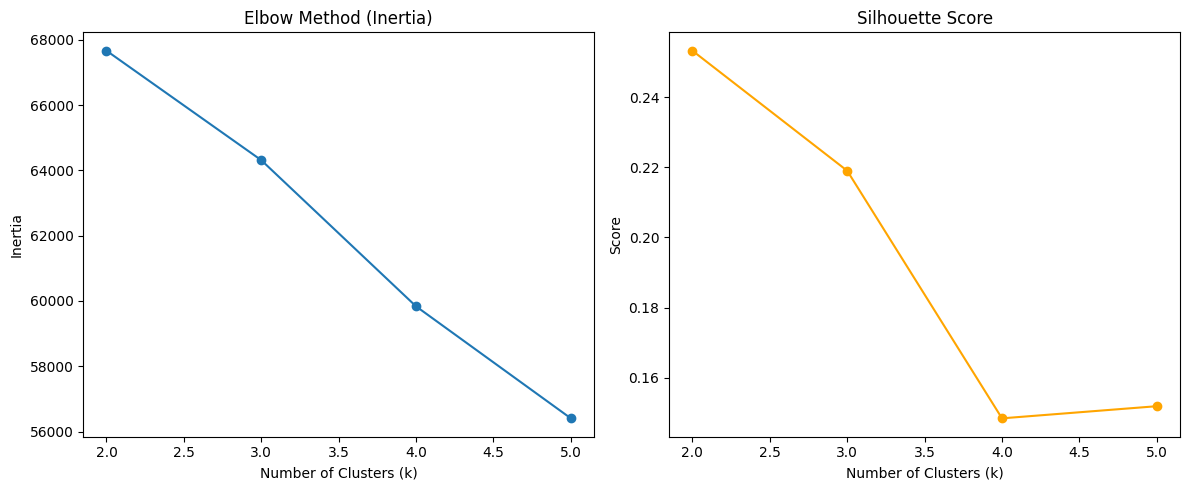 Elbow Method (Inertia)
68000
66000
64000
62000
60000
58000
56000
Inertia
2.0 2.5 3.0 3.5 4.0 4.5 5.0
Number of Clusters (k)
Silhouette Score
0.24
0.22
0.20
0.18
0.16
Score
2.0 2.5 3.0 3.5 4.0 4.5 5.0
Number of Clusters (k)